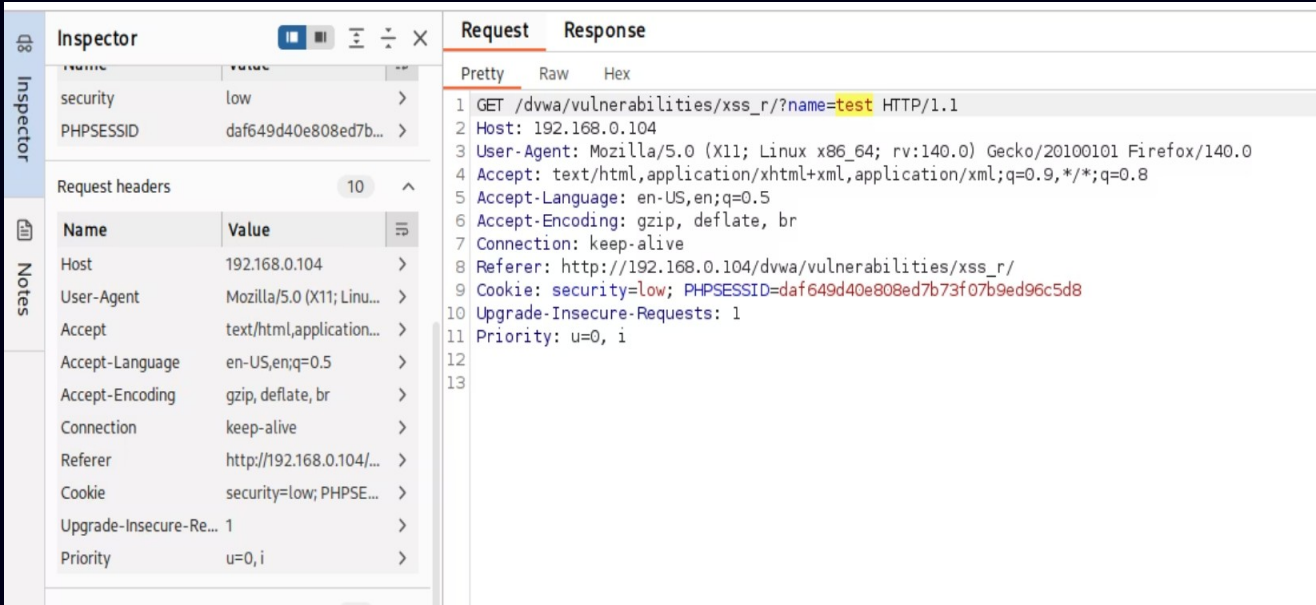 Inspector
Notes
Inspector
Name Value
security low
PHPSESSID daf649d40e808ed7b...
Request headers 10
Name Value
Host 192.168.0.104
User-Agent Mozilla/5.0 (X11; Linu...
Accept text/html,application...
Accept-Language en-US,en;q=0.5
Accept-Encoding gzip, deflate, br
Connection keep-alive
Referer http://192.168.0.104/...
Cookie security=low; PHPSE...
Upgrade-Insecure-Re... 1
Priority u=0, i
Request Response
Pretty Raw Hex
1 GET /dvwa/vulnerabilities/xss_r/?name=test HTTP/1.1
2 Host: 192.168.0.104
3 User-Agent: Mozilla/5.0 (X11; Linux x86_64; rv:140.0) Gecko/20100101 Firefox/140.0
4 Accept: text/html,application/xhtml+xml,application/xml;q=0.9,*/*;q=0.8
5 Accept-Language: en-US,en;q=0.5
6 Accept-Encoding: gzip, deflate, br
7 Connection: keep-alive
8 Referer: http://192.168.0.104/dvwa/vulnerabilities/xss_r/
9 Cookie: security=low; PHPSESSID=daf649d40e808ed7b73f07b9ed96c5d8
10 Upgrade-Insecure-Requests: 1
11 Priority: u=0, i
12
13